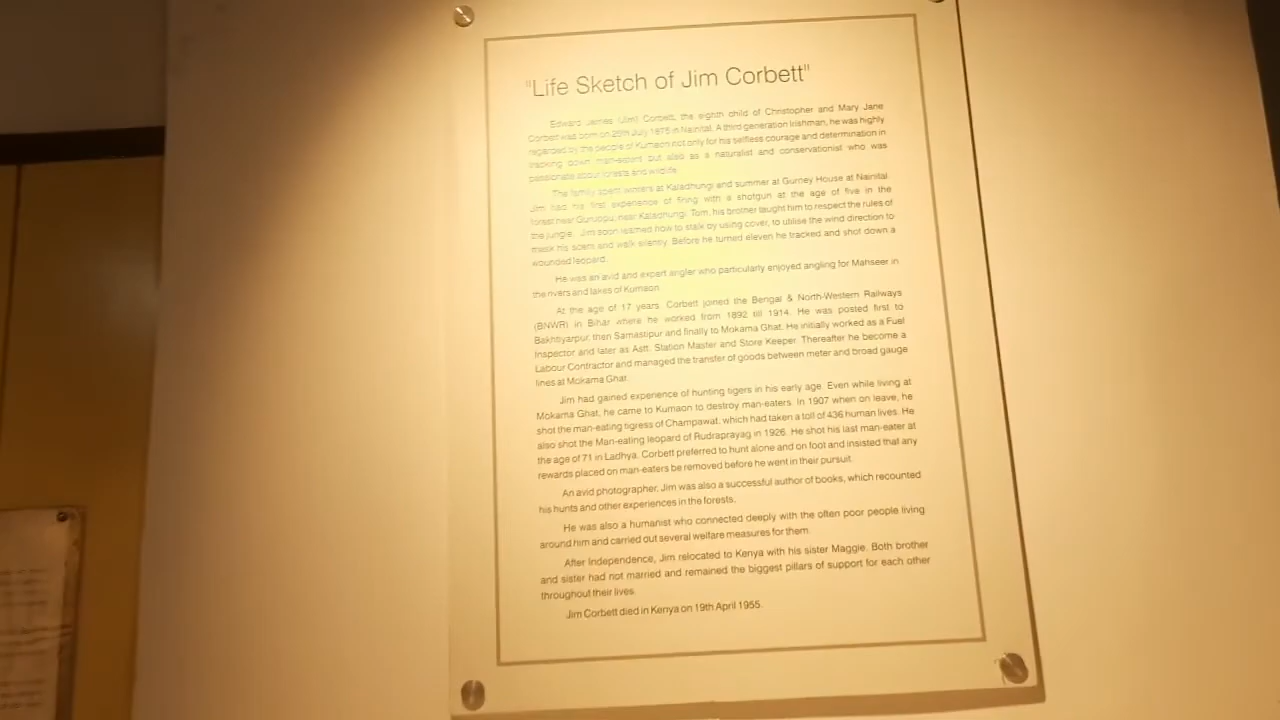 "Life Sketch of Jim Corbett"
Edward James (Jim) Corbett, the eighth child of Christopher and Mary Jane
Corbett was born on 25th July 1875 in Nainital. A third generation Irishman, he was highly
regarded by the people of Kumaon not only for his selfless courage and determination in
tracking down man-eaters but also as a naturalist and conservationist who was
passionate about forests and wildlife.
The family spent winters at Kaladhungi and summer at Gurney House at Nainital.
Jim had his first experience of firing with a shotgun at the age of five in the
forest near near Kaladhungi. Tom, his brother taught him to respect the rules of
the jungle. Jim soon learned how to stalk by using cover, to utilise the wind direction to
mask his scent and walk silently. Before he turned eleven he tracked and shot down a
wounded leopard.
He was an avid and expert angler who particularly enjoyed angling for Mahseer in
the rivers and lakes of Kumaon.
At the age of 17 years, Corbett joined the Bengal & North-Western Railways
(BNWR) in Bihar where he worked from 1892 till 1914. He was posted first to
Bakhtiyarpur, then Samastipur and finally to Mokama Ghat. He initially worked as a Fuel
Inspector and later as Astt. Station Master and Store Keeper. Thereafter he become a
Labour Contractor and managed the transfer of goods between meter and broad gauge
lines at Mokama Ghat.
Jim had gained experience of hunting tigers in his early age. Even while living at
Mokama Ghat, he came to Kumaon to destroy man-eaters. In 1907 when on leave, he
shot the man-eating tigress of Champawat, which had taken a toll of 436 human lives. He
also shot the Man-eating leopard of Rudraprayag in 1926. He shot his last man-eater at
the age of 71 in Ladhya. Corbett preferred to hunt alone and on foot and insisted that any
rewards placed on man-eaters be removed before he went in their pursuit.
An avid photographer, Jim was also a successful author of books, which recounted
his hunts and other experiences in the forests.
He was also a humanist who connected deeply with the often poor people living
around him and carried out several welfare measures for them.
After Independence, Jim relocated to Kenya with his sister Maggie. Both brother
and sister had not married and remained the biggest pillars of support for each other
throughout their lives.
Jim Corbett died in Kenya on 19th April 1955.